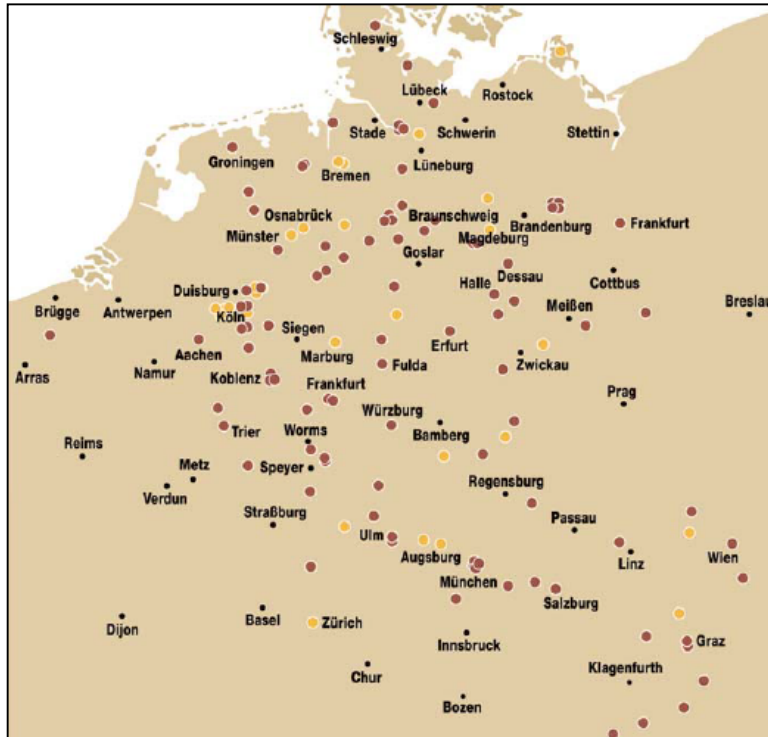 Schleswig
Lübeck
Rostock
Stade
Schwerin
Stettin
Groningen
Bremen
Lüneburg
Osnabrück
Braunschweig
Brandenburg
Frankfurt
Münster
Magdeburg
Goslar
Dessau
Cottbus
Duisburg
Halle
Brügge
Antwerpen
Köln
Meißen
Breslau
Siegen
Erfurt
Aachen
Marburg
Zwickau
Arras
Namur
Koblenz
Fulda
Frankfurt
Prag
Würzburg
Trier
Worms
Bamberg
Reims
Metz
Speyer
Verdun
Regensburg
Straßburg
Passau
Ulm
Augsburg
Linz
Wien
München
Salzburg
Basel
Zürich
Dijon
Innsbruck
Graz
Chur
Klagenfurth
Bozen